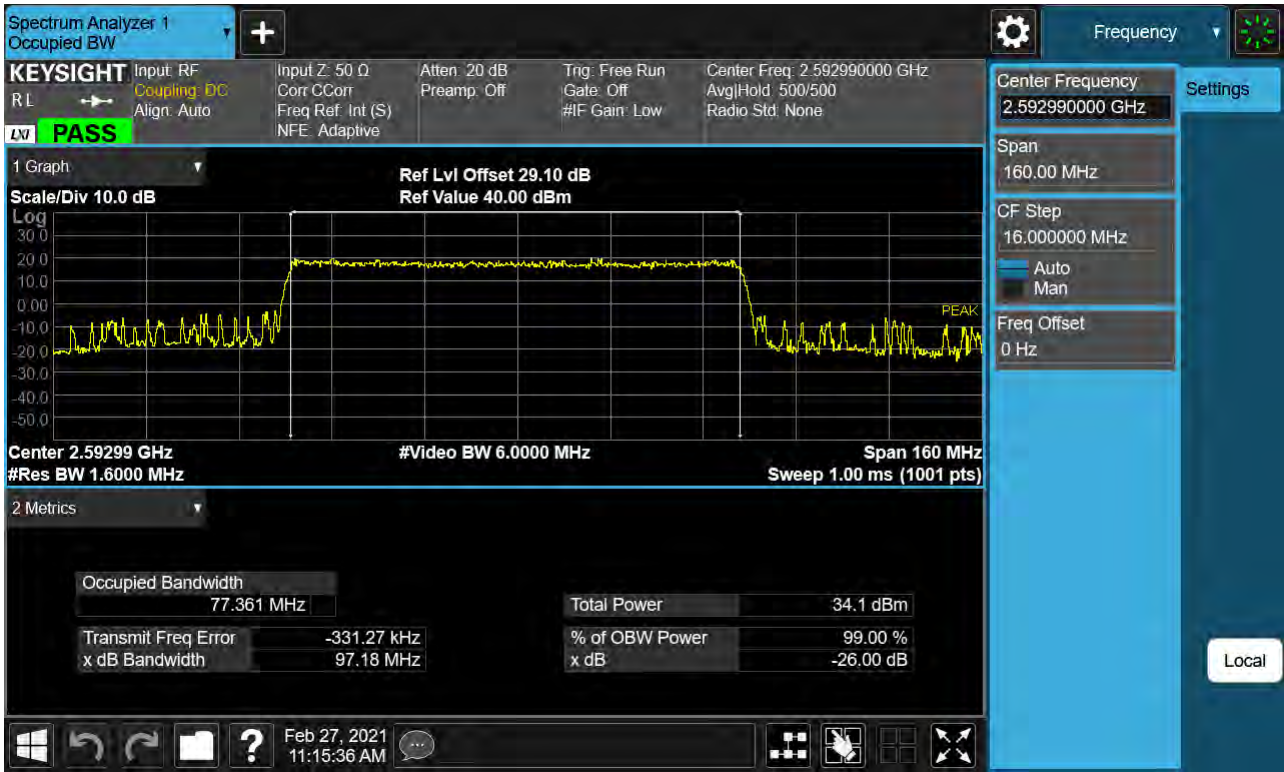 Spectrum Analyzer 1
Occupied BW
Frequency
KEYSIGHT
Input: RF
Coupling: DC
Align: Auto
Input Z: 50 Ω
Corr CCorr
Freq Ref: Int (S)
NFE: Adaptive
Atten: 20 dB
Preamp: Off
Trig: Free Run
Gate: Off
#IF Gain: Low
Center Freq: 2.592990000 GHz
Avg|Hold: 500/500
Radio Std: None
RL
LXI
PASS
Center Frequency
2.592990000 GHz
Settings
Span
160.00 MHz
CF Step
16.000000 MHz
Auto
Man
Freq Offset
0 Hz
Local
1 Graph
Scale/Div 10.0 dB
Ref Lvl Offset 29.10 dB
Ref Value 40.00 dBm
Log
30.0
20.0
10.0
0.00
-10.0
-20.0
-30.0
-40.0
-50.0
PEAK
Center 2.59299 GHz
#Video BW 6.0000 MHz
Span 160 MHz
#Res BW 1.6000 MHz
Sweep 1.00 ms (1001 pts)
2 Metrics
Occupied Bandwidth
77.361 MHz
Total Power 34.1 dBm
Transmit Freq Error -331.27 kHz
% of OBW Power 99.00 %
x dB Bandwidth 97.18 MHz
x dB -26.00 dB
?
Feb 27, 2021
11:15:36 AM